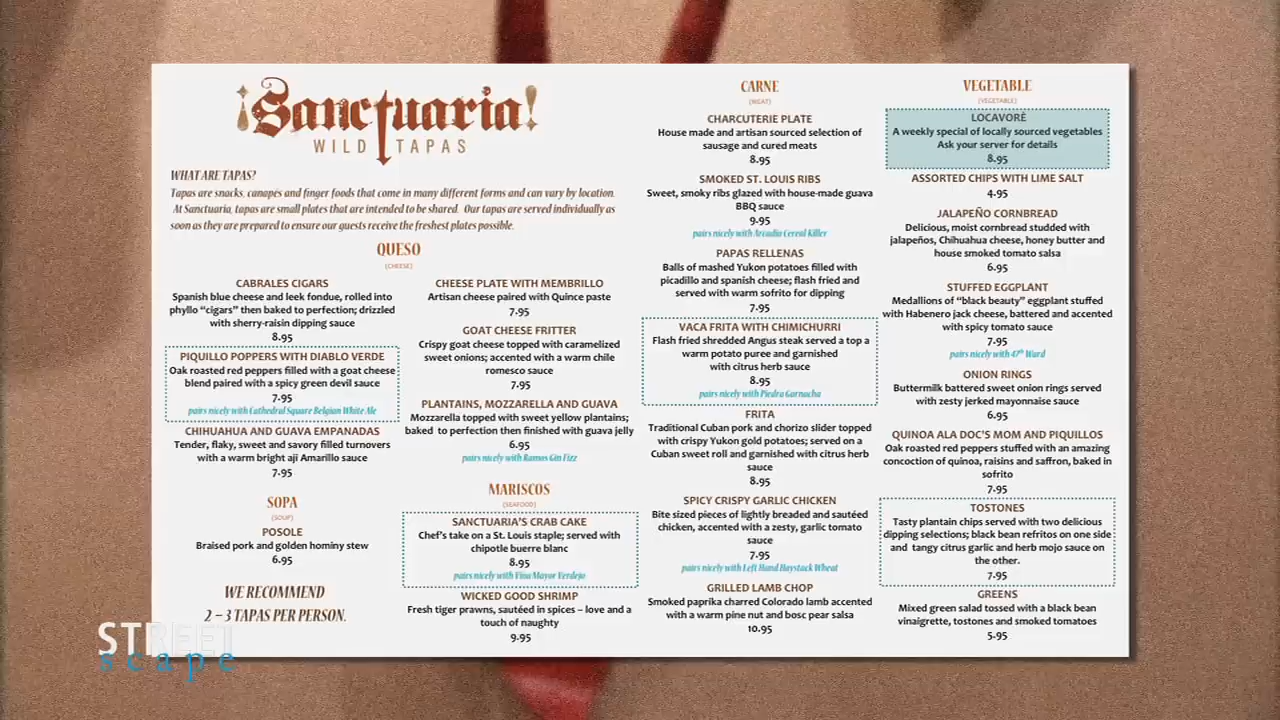 ¡Sanctuaria!
WILD TAPAS
WHAT ARE TAPAS?
Tapas are snacks, canapés and finger foods that come in many different forms and can vary by location.
At Sanctuaria, tapas are small plates that are intended to be shared. Our tapas are served individually as
soon as they are prepared to ensure our guests receive the freshest plates possible.
QUESO
(CHEESE)
CABRALES CIGARS
Spanish blue cheese and leek fondue, rolled into
phyllo “cigars” then baked to perfection; drizzled
with sherry-raisin dipping sauce
8.95
PIQUILLO POPPERS WITH DIABLO VERDE
Oak roasted red peppers filled with a goat cheese
blend paired with a spicy green devil sauce
7.95
pairs nicely with Cathedral Square Belgian White Ale
CHIHUAHUA AND GUAVA EMPANADAS
Tender, flaky, sweet and savory filled turnovers
with a warm bright aji Amarillo sauce
7.95
SOPA
(SOUP)
POSOLE
Braised pork and golden hominy stew
6.95
WE RECOMMEND
2 – 3 TAPAS PER PERSON.
CHEESE PLATE WITH MEMBRILLO
Artisan cheese paired with Quince paste
7.95
GOAT CHEESE FRITTER
Crispy goat cheese topped with caramelized
sweet onions; accented with a warm chile
romesco sauce
7.95
PLANTAINS, MOZZARELLA AND GUAVA
Mozzarella topped with sweet yellow plantains;
baked to perfection then finished with guava jelly
6.95
pairs nicely with Ramos Gin Fizz
MARISCOS
(SEAFOOD)
SANCTUARIA'S CRAB CAKE
Chef's take on a St. Louis staple; served with
chipotle buerre blanc
8.95
pairs nicely with Vina Mayor Verdejo
WICKED GOOD SHRIMP
Fresh tiger prawns, sautéed in spices – love and a
touch of naughty
9.95
CARNE
(MEAT)
CHARCUTERIE PLATE
House made and artisan sourced selection of
sausage and cured meats
8.95
SMOKED ST. LOUIS RIBS
Sweet, smoky ribs glazed with house-made guava
BBQ sauce
9.95
pairs nicely with Arcadia Cereal Killer
PAPAS RELLENAS
Balls of mashed Yukon potatoes filled with
picadillo and spanish cheese; flash fried and
served with warm sofrito for dipping
7.95
VACA FRITA WITH CHIMICHURRI
Flash fried shredded Angus steak served a top a
warm potato puree and garnished
with citrus herb sauce
8.95
pairs nicely with Piedra Garnacha
FRITA
Traditional Cuban pork and chorizo slider topped
with crispy Yukon gold potatoes; served on a
Cuban sweet roll and garnished with citrus herb
sauce
8.95
SPICY CRISPY GARLIC CHICKEN
Bite sized pieces of lightly breaded and sautéed
chicken, accented with a zesty, garlic tomato
sauce
7.95
pairs nicely with Left Hand Haystack Wheat
GRILLED LAMB CHOP
Smoked paprika charred Colorado lamb accented
with a warm pine nut and bosc pear salsa
10.95
VEGETABLE
(VEGETABLE)
LOCAVORÉ
A weekly special of locally sourced vegetables
Ask your server for details
8.95
ASSORTED CHIPS WITH LIME SALT
4.95
JALAPEÑO CORNBREAD
Delicious, moist cornbread studded with
jalapeños, Chihuahua cheese, honey butter and
house smoked tomato salsa
6.95
STUFFED EGGPLANT
Medallions of “black beauty” eggplant stuffed
with Habenero jack cheese, battered and accented
with spicy tomato sauce
7.95
pairs nicely with 47th Ward
ONION RINGS
Buttermilk battered sweet onion rings served
with zesty jerked mayonnaise sauce
6.95
QUINOA ALA DOC'S MOM AND PIQUILLOS
Oak roasted red peppers stuffed with an amazing
concoction of quinoa, raisins and saffron, baked in
sofrito
7.95
TOSTONES
Tasty plantain chips served with two delicious
dipping selections; black bean refritos on one side
and tangy citrus garlic and herb mojo sauce on
the other.
7.95
GREENS
Mixed green salad tossed with a black bean
vinaigrette, tostones and smoked tomatoes
5.95
STREET
scape